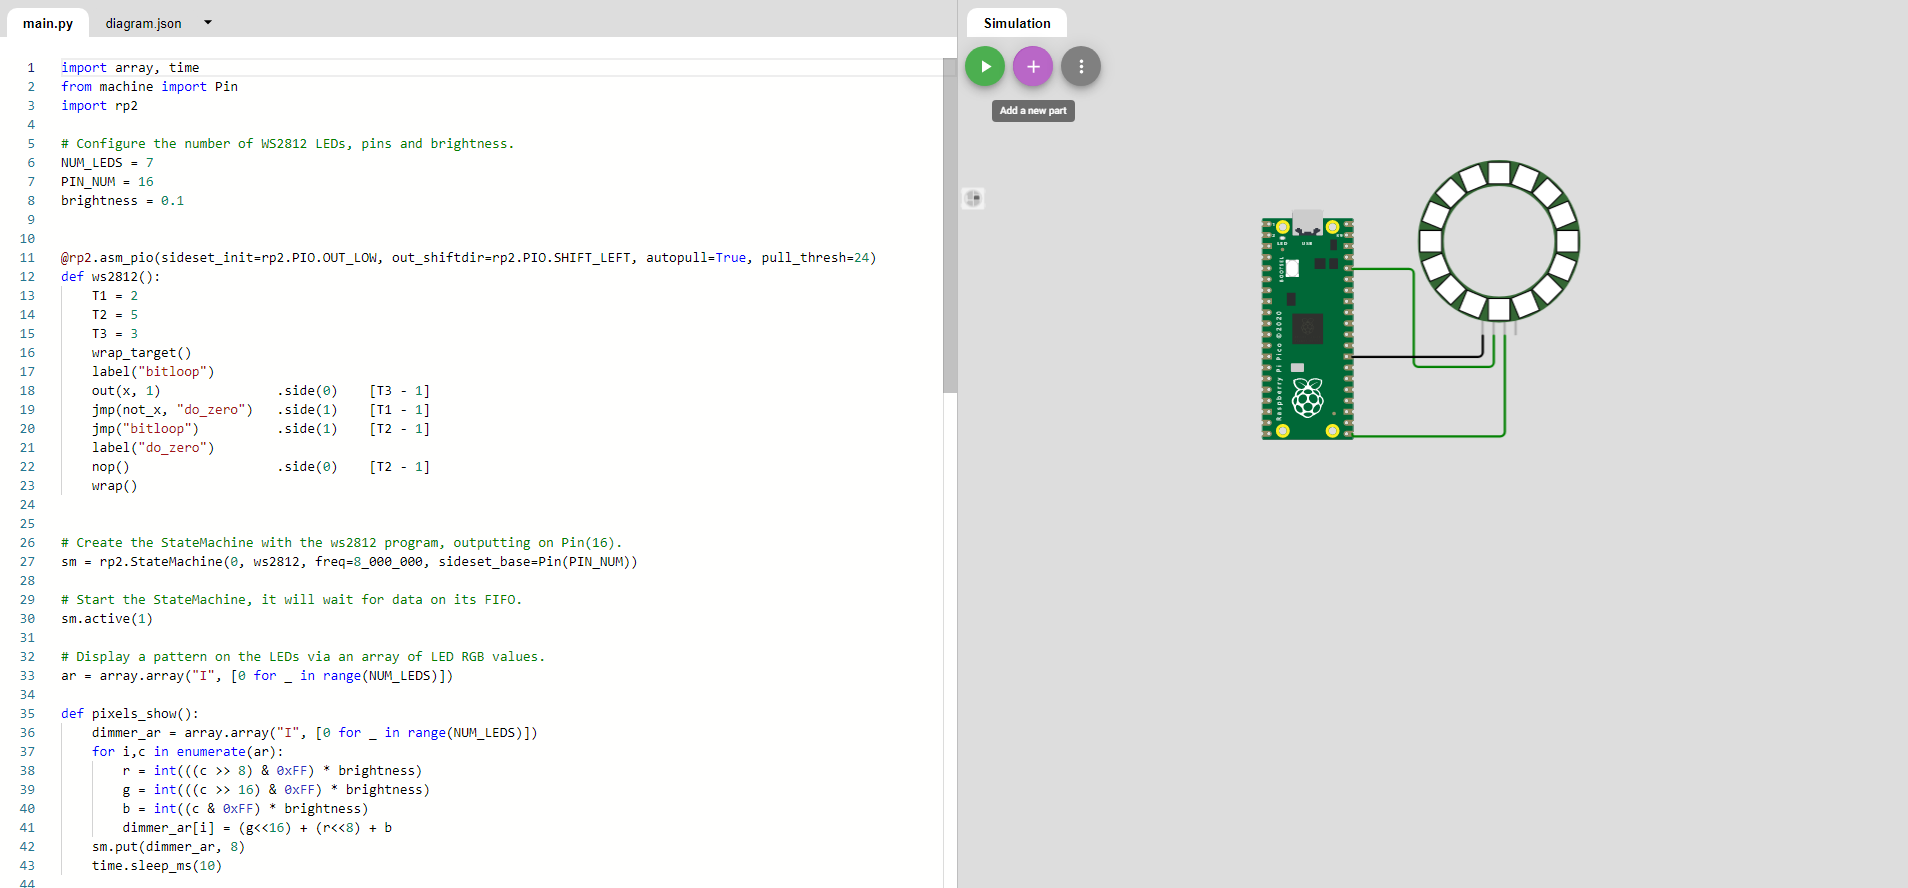 main.py diagram.json
Simulation
Add a new part
1 import array, time
2 from machine import Pin
3 import rp2
4
5 # Configure the number of WS2812 LEDs, pins and brightness.
6 NUM_LEDS = 7
7 PIN_NUM = 16
8 brightness = 0.1
9
10
11 @rp2.asm_pio(sideset_init=rp2.PIO.OUT_LOW, out_shiftdir=rp2.PIO.SHIFT_LEFT, autopull=True, pull_thresh=24)
12 def ws2812():
13 T1 = 2
14 T2 = 5
15 T3 = 3
16 wrap_target()
17 label("bitloop")
18 out(x, 1) .side(0) [T3 - 1]
19 jmp(not_x, "do_zero") .side(1) [T1 - 1]
20 jmp("bitloop") .side(1) [T2 - 1]
21 label("do_zero")
22 nop() .side(0) [T2 - 1]
23 wrap()
24
25
26 # Create the StateMachine with the ws2812 program, outputting on Pin(16).
27 sm = rp2.StateMachine(0, ws2812, freq=8_000_000, sideset_base=Pin(PIN_NUM))
28
29 # Start the StateMachine, it will wait for data on its FIFO.
30 sm.active(1)
31
32 # Display a pattern on the LEDs via an array of LED RGB values.
33 ar = array.array("I", [0 for _ in range(NUM_LEDS)])
34
35 def pixels_show():
36 dimmer_ar = array.array("I", [0 for _ in range(NUM_LEDS)])
37 for i,c in enumerate(ar):
38 r = int(((c >> 8) & 0xFF) * brightness)
39 g = int(((c >> 16) & 0xFF) * brightness)
40 b = int((c & 0xFF) * brightness)
41 dimmer_ar[i] = (g<<16) + (r<<8) + b
42 sm.put(dimmer_ar, 8)
43 time.sleep_ms(10)
44
LED USB
BOOTSEL
Raspberry Pi Pico ©2020